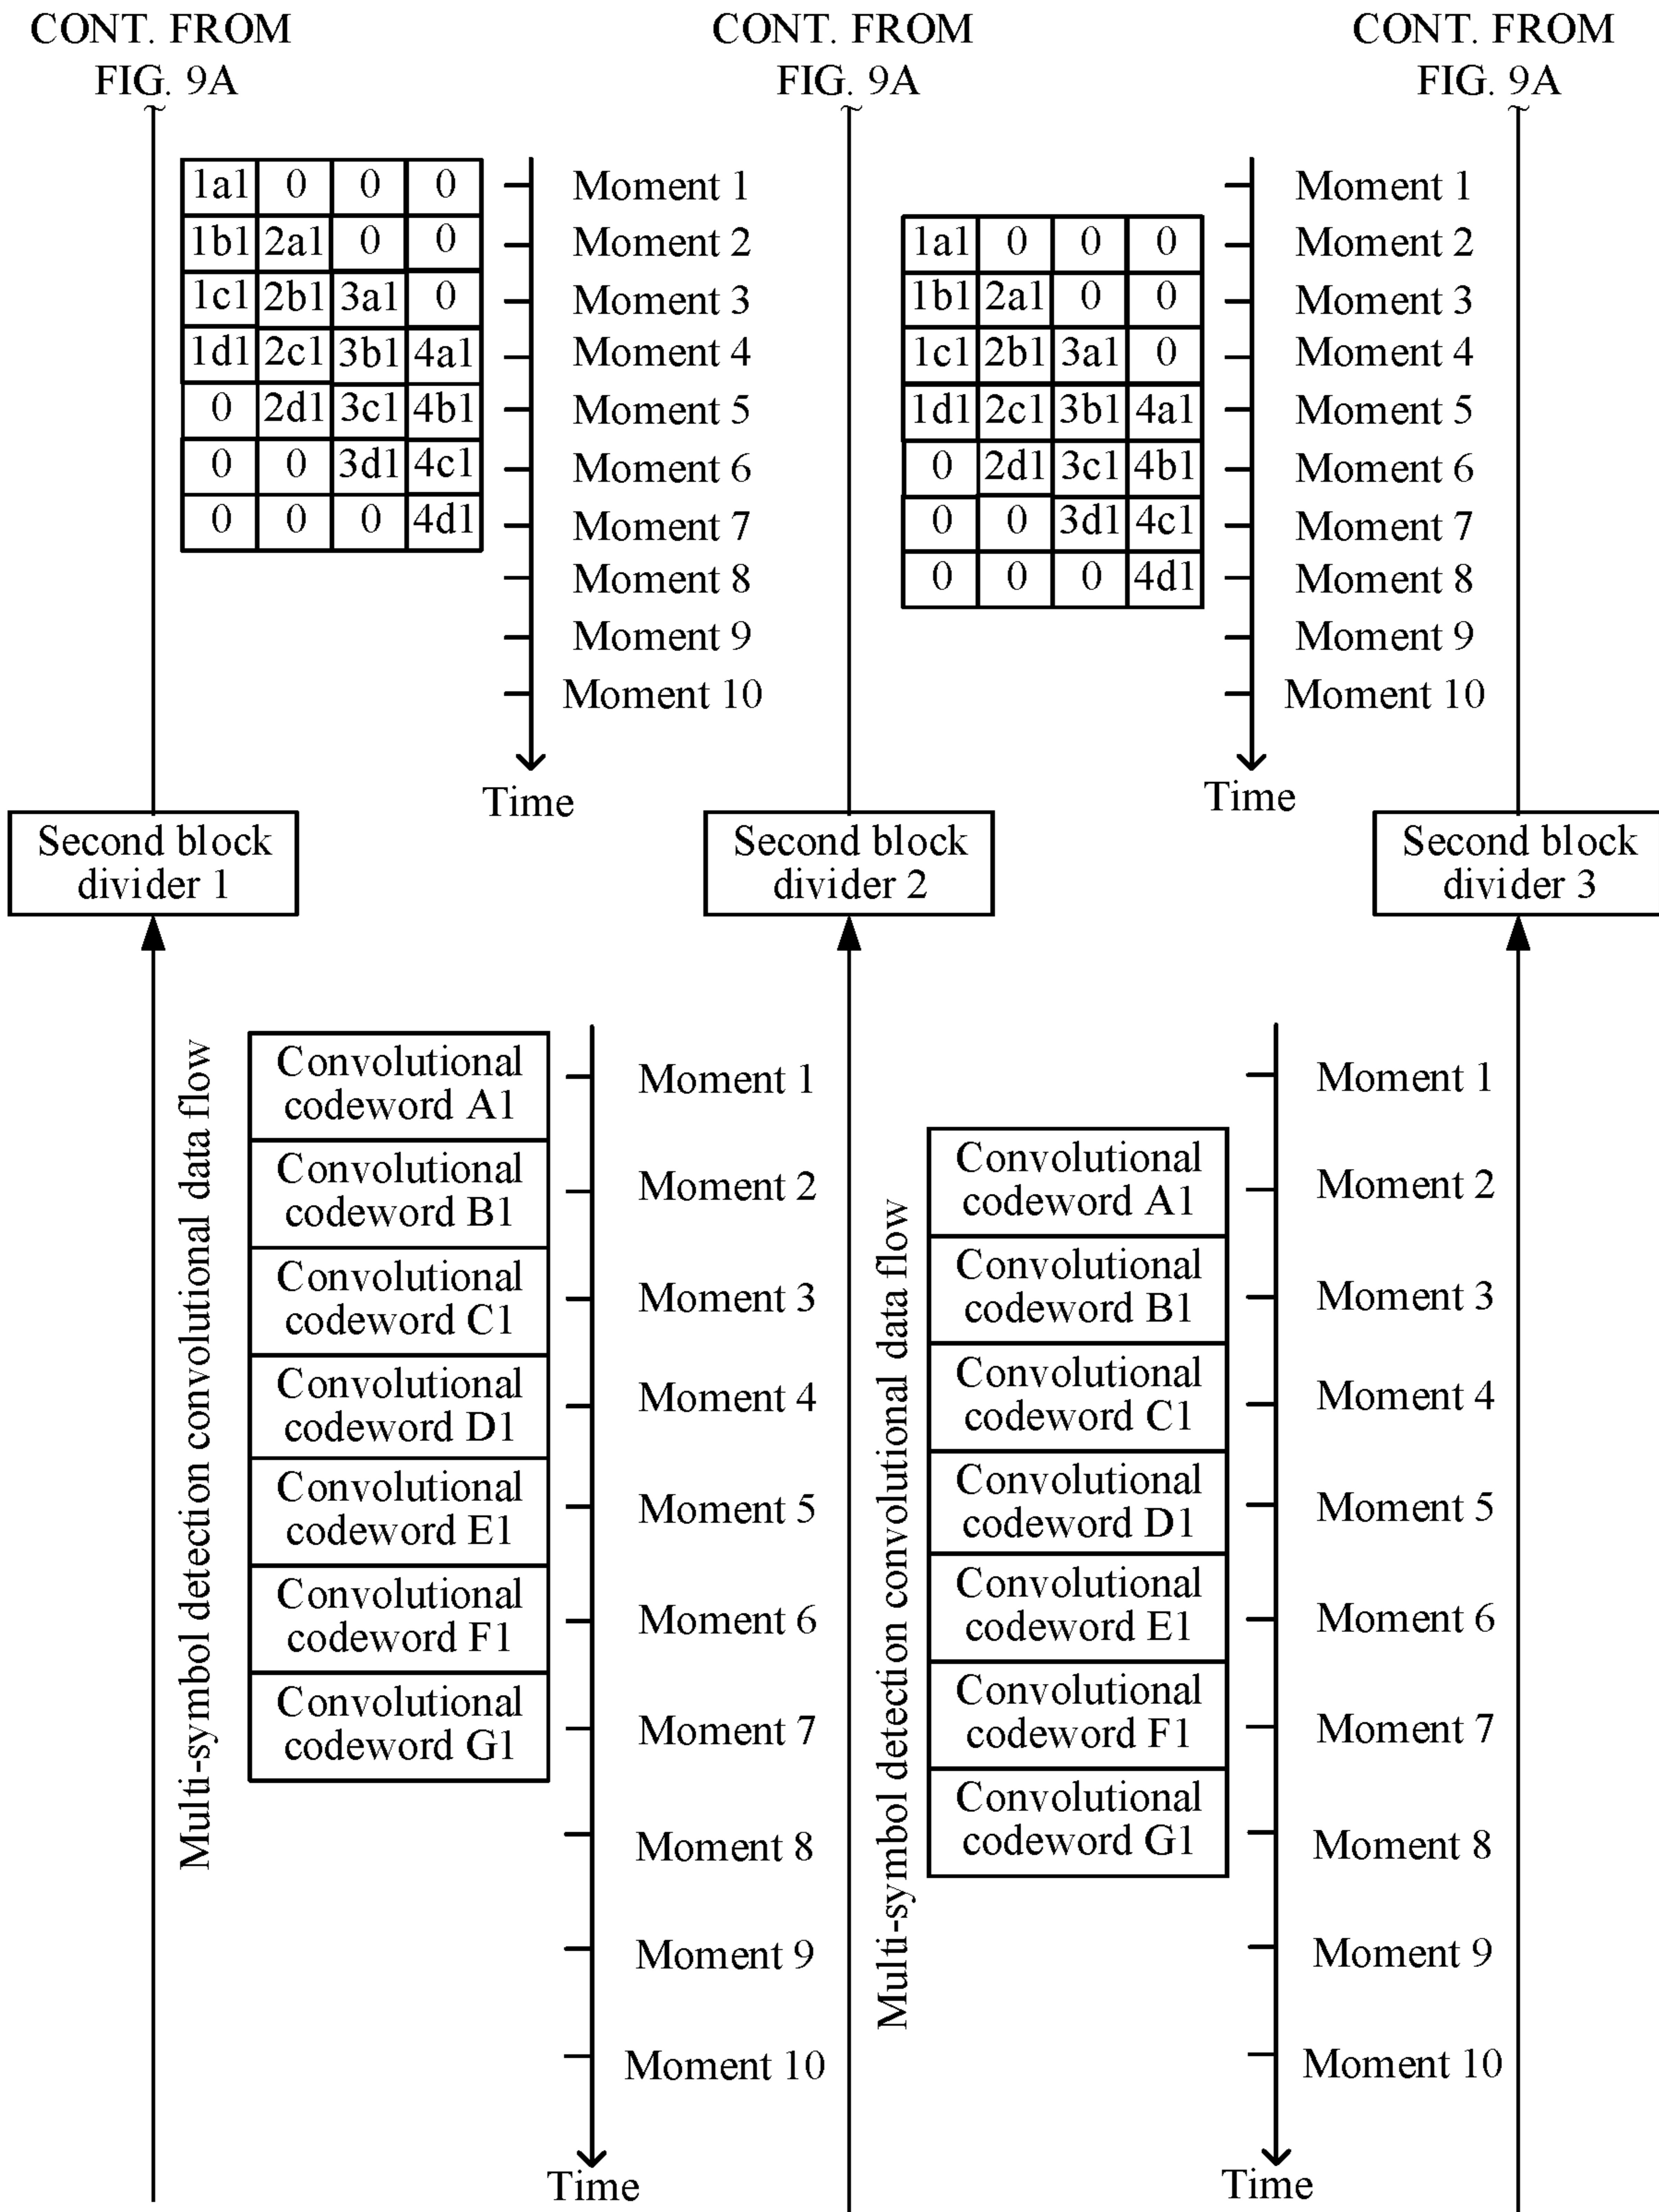 CONT. FROM
FIG. 9A
CONT. FROM
FIG. 9A
CONT. FROM
FIG. 9A
1a1 0 0 0
1b1 2a1 0 0
1c1 2b1 3a1 0
1d1 2c1 3b1 4a1
0 2d1 3c1 4b1
0 0 3d1 4c1
0 0 0 4d1
Moment 1
Moment 2
Moment 3
Moment 4
Moment 5
Moment 6
Moment 7
Moment 8
Moment 9
Moment 10
Time
1a1 0 0 0
1b1 2a1 0 0
1c1 2b1 3a1 0
1d1 2c1 3b1 4a1
0 2d1 3c1 4b1
0 0 3d1 4c1
0 0 0 4d1
Moment 1
Moment 2
Moment 3
Moment 4
Moment 5
Moment 6
Moment 7
Moment 8
Moment 9
Moment 10
Time
Second block
divider 1
Second block
divider 2
Second block
divider 3
Multi-symbol detection convolutional data flow
Convolutional
codeword A1
Convolutional
codeword B1
Convolutional
codeword C1
Convolutional
codeword D1
Convolutional
codeword E1
Convolutional
codeword F1
Convolutional
codeword G1
Moment 1
Moment 2
Moment 3
Moment 4
Moment 5
Moment 6
Moment 7
Moment 8
Moment 9
Moment 10
Time
Multi-symbol detection convolutional data flow
Convolutional
codeword A1
Convolutional
codeword B1
Convolutional
codeword C1
Convolutional
codeword D1
Convolutional
codeword E1
Convolutional
codeword F1
Convolutional
codeword G1
Moment 1
Moment 2
Moment 3
Moment 4
Moment 5
Moment 6
Moment 7
Moment 8
Moment 9
Moment 10
Time